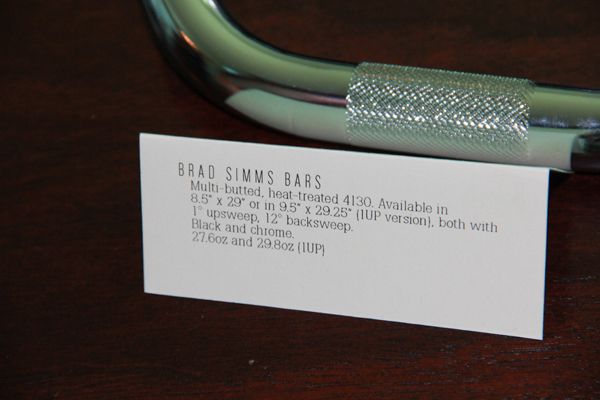 BRAD SIMMS BARS
Multi-butted, heat-treated 4130. Available in
8.5" x 29" or in 9.5" x 29.25" (1UP version), both with
1° upsweep, 12° backsweep.
Black and chrome.
27.6oz and 29.8oz (1UP)